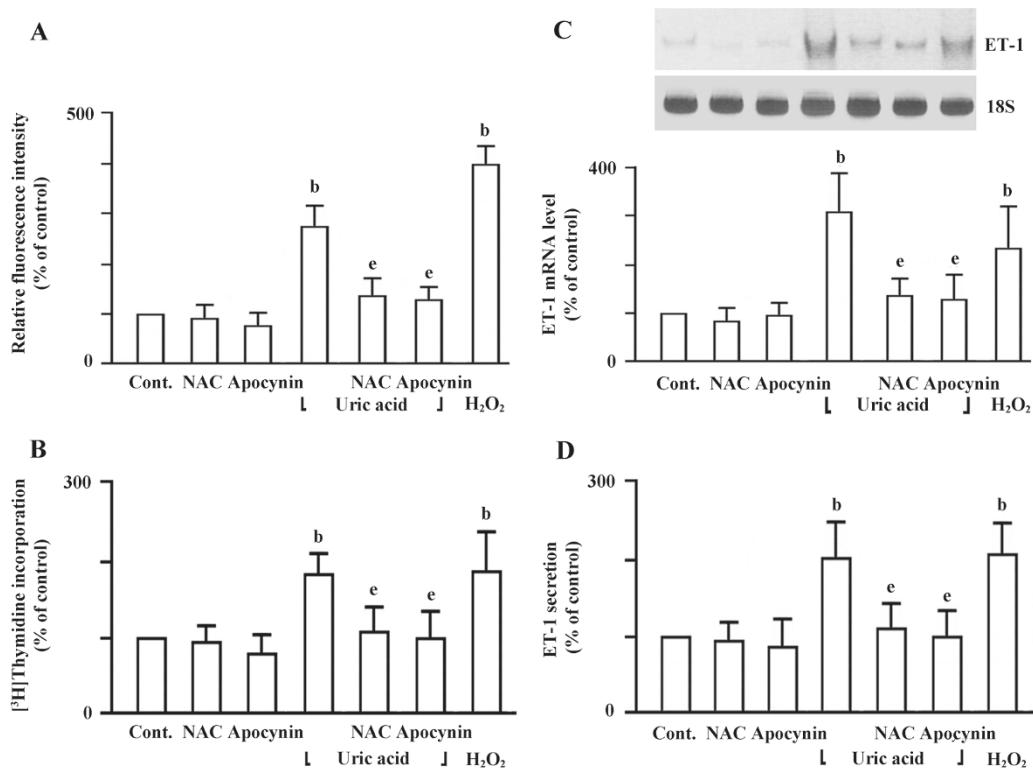 A
Relative fluorescence intensity
(% of control)
500
0
b
e
e
b
Cont. NAC Apocynin NAC Apocynin
Uric acid H₂O₂
B
[³H]Thymidine incorporation
(% of control)
300
0
b
e
e
b
Cont. NAC Apocynin NAC Apocynin
Uric acid H₂O₂
C
ET-1
18S
ET-1 mRNA level
(% of control)
400
0
b
e
e
b
Cont. NAC Apocynin NAC Apocynin
Uric acid H₂O₂
D
ET-1 secretion
(% of control)
300
0
b
e
e
b
Cont. NAC Apocynin NAC Apocynin
Uric acid H₂O₂